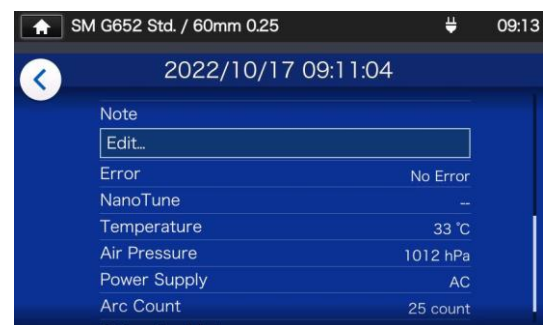 SM G652 Std. / 60mm 0.25 09:13
2022/10/17 09:11:04
Note
Edit...
Error No Error
NanoTune --
Temperature 33 ℃
Air Pressure 1012 hPa
Power Supply AC
Arc Count 25 count